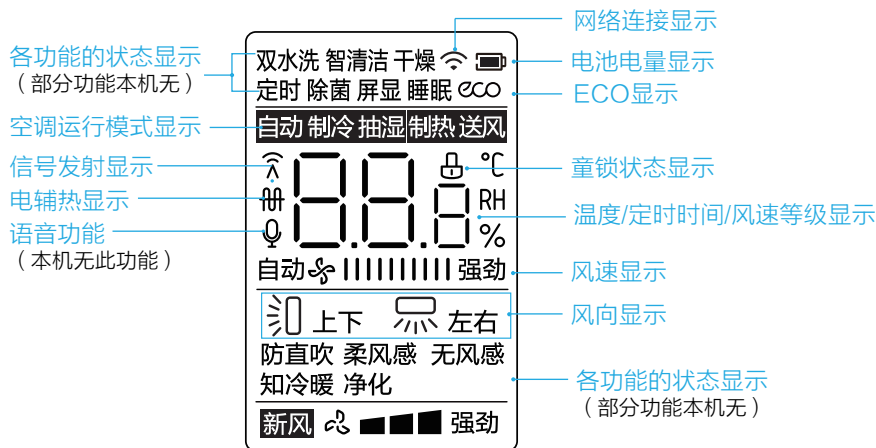 网络连接显示
各功能的状态显示
（部分功能本机无）
双水洗 智清洁 干燥
电池电量显示
定时 除菌 屏显 睡眠 eco
ECO显示
空调运行模式显示
自动 制冷 抽湿 制热 送风
信号发射显示
88.8
℃
童锁状态显示
电辅热显示
RH
温度/定时时间/风速等级显示
语音功能
（本机无此功能）
%
自动 强劲
风速显示
上下 左右
风向显示
防直吹 柔风感 无风感
知冷暖 净化
各功能的状态显示
（部分功能本机无）
新风 强劲